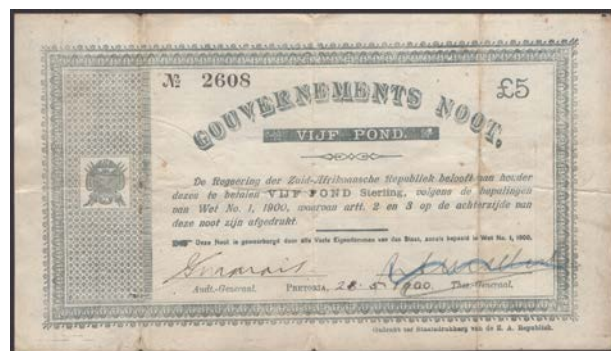 № 2608
£5
GOUVERNEMENTS NOOT.
VIJF POND.
De Regeering der Zuid-Afrikaansche Republiek belooft aan houder
dezes te betalen VIJF POND Sterling, volgens de bepalingen
van Wet No. 1, 1900, waarvan artt. 2 en 3 op de achterzijde van
deze noot zijn afgedrukt.
Deze Noot is gewaarborgd door alle Vaste Eigendommen van den Staat, zooals bepaald in Wet No. 1, 1900.
Audt.-Generaal. PRETORIA, 28-5-1900 Thes.-Generaal.
Gedrukt ter Staatsdrukkerij van de Z. A. Republiek.